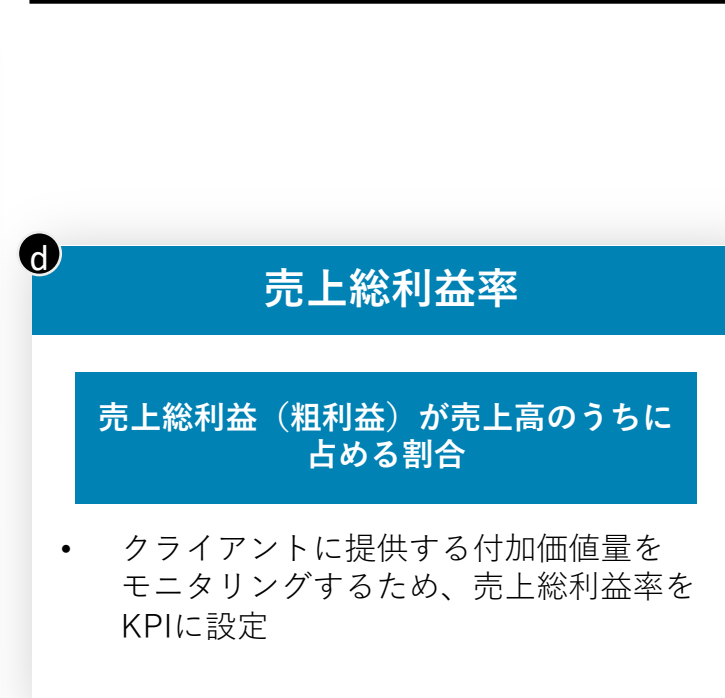 d
売上総利益率
売上総利益（粗利益）が売上高のうちに
占める割合
• クライアントに提供する付加価値量を
モニタリングするため、売上総利益率を
KPIに設定